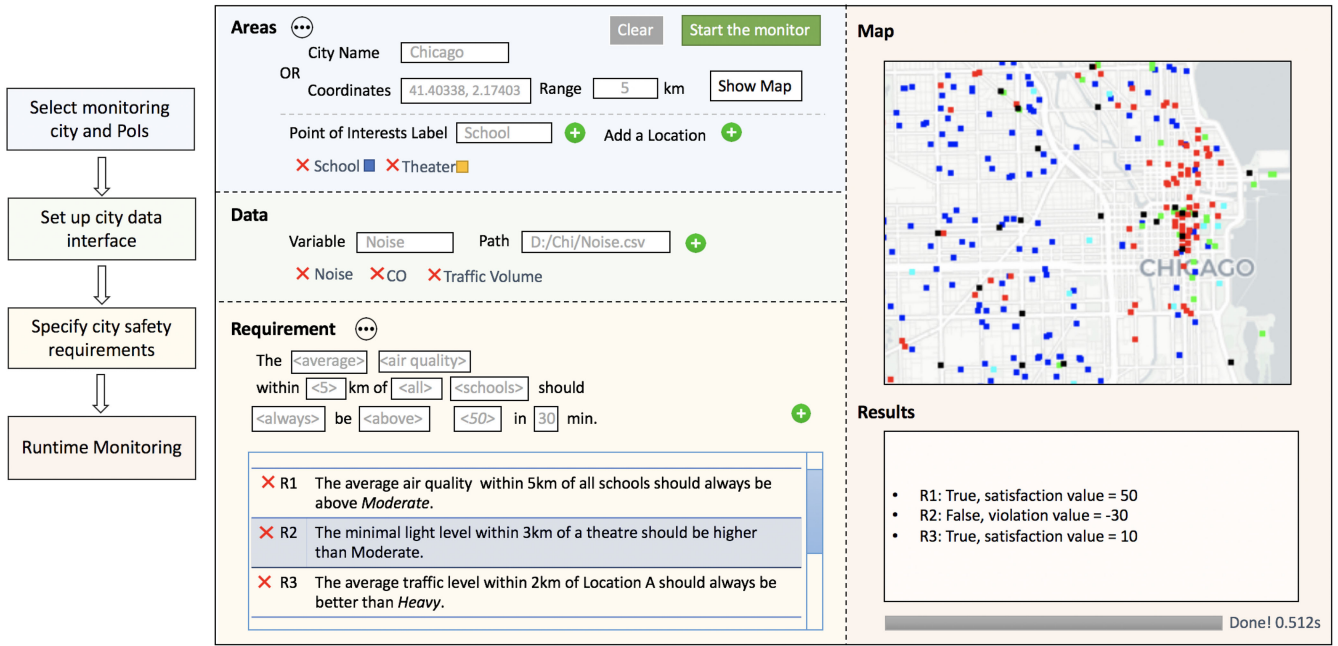 Select monitoring
city and PoIs
Set up city data
interface
Specify city safety
requirements
Runtime Monitoring
Areas
Clear
Start the monitor
City Name
Chicago
OR
Coordinates
41.40338, 2.17403
Range
5
km
Show Map
Point of Interests Label
School
Add a Location
School
Theater
Data
Variable
Noise
Path
D:/Chi/Noise.csv
Noise
CO
Traffic Volume
Requirement
The <average> <air quality>
within <5> km of <all> <schools> should
<always> be <above> <50> in 30 min.
R1 The average air quality within 5km of all schools should always be
above Moderate.
R2 The minimal light level within 3km of a theatre should be higher
than Moderate.
R3 The average traffic level within 2km of Location A should always be
better than Heavy.
Map
CHICAGO
Results
• R1: True, satisfaction value = 50
• R2: False, violation value = -30
• R3: True, satisfaction value = 10
Done! 0.512s